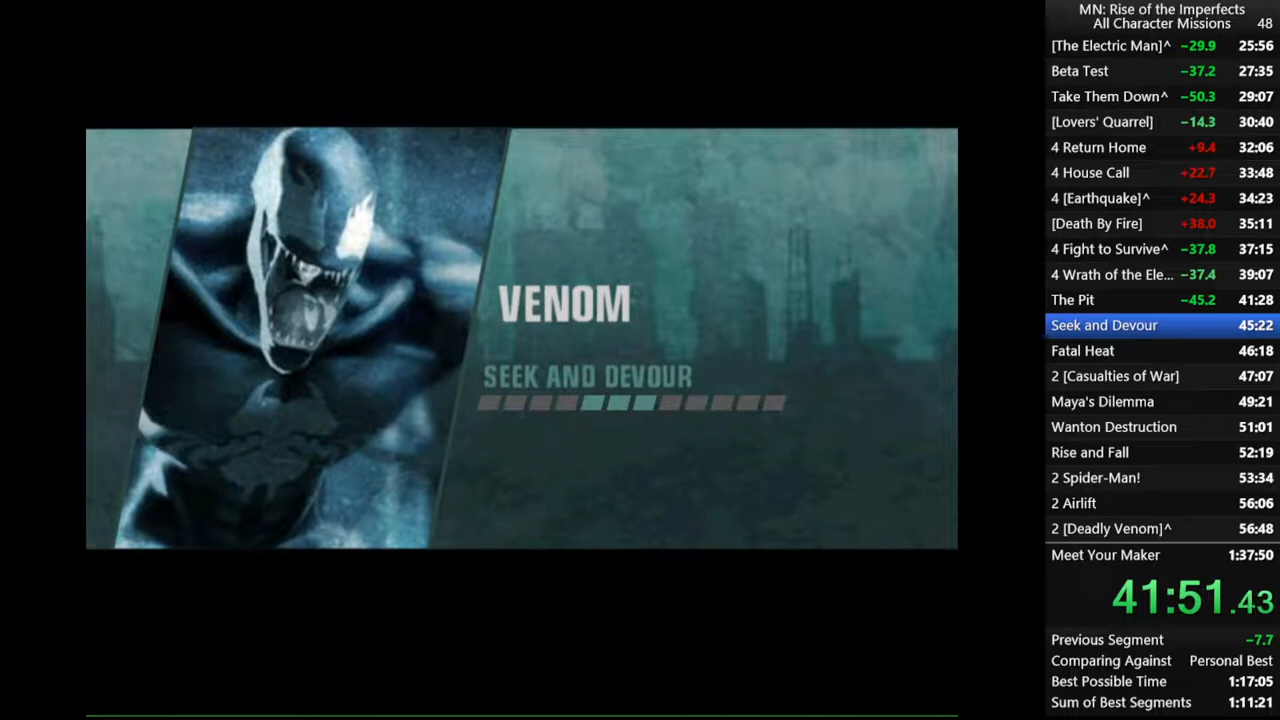 VENOM
SEEK AND DEVOUR
MN: Rise of the Imperfects
All Character Missions 48
[The Electric Man]^ −29.9 25:56
Beta Test −37.2 27:35
Take Them Down^ −50.3 29:07
[Lovers' Quarrel] −14.3 30:40
4 Return Home +9.4 32:06
4 House Call +22.7 33:48
4 [Earthquake]^ +24.3 34:23
[Death By Fire] +38.0 35:11
4 Fight to Survive^ −37.8 37:15
4 Wrath of the Ele... −37.4 39:07
The Pit −45.2 41:28
Seek and Devour 45:22
Fatal Heat 46:18
2 [Casualties of War] 47:07
Maya's Dilemma 49:21
Wanton Destruction 51:01
Rise and Fall 52:19
2 Spider-Man! 53:34
2 Airlift 56:06
2 [Deadly Venom]^ 56:48
Meet Your Maker 1:37:50
41:51.43
Previous Segment −7.7
Comparing Against Personal Best
Best Possible Time 1:17:05
Sum of Best Segments 1:11:21